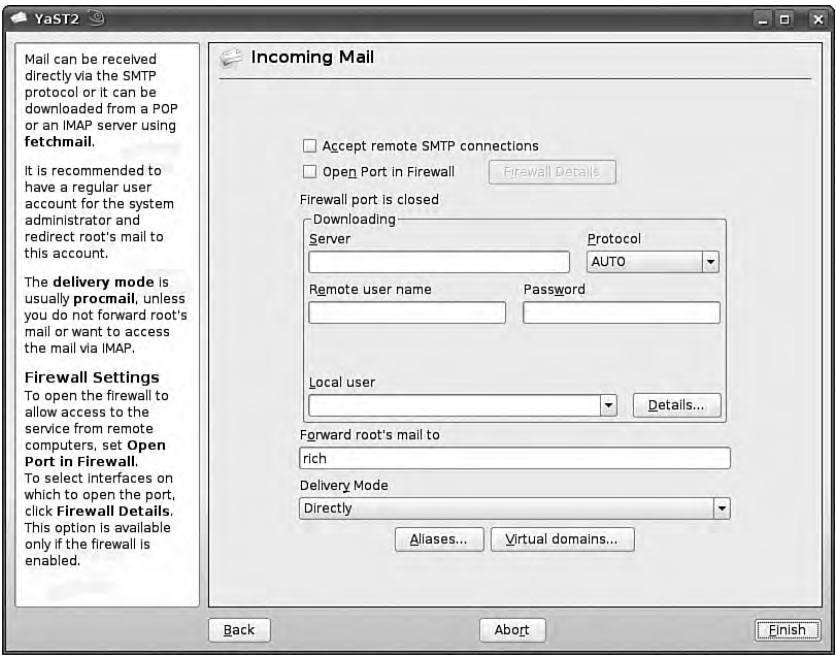 YaST2
Mail can be received
directly via the SMTP
protocol or it can be
downloaded from a POP
or an IMAP server using
fetchmail.
It is recommended to
have a regular user
account for the system
administrator and
redirect root's mail to
this account.
The delivery mode is
usually procmail, unless
you do not forward root's
mail or want to access
the mail via IMAP.
Firewall Settings
To open the firewall to
allow access to the
service from remote
computers, set Open
Port in Firewall.
To select interfaces on
which to open the port,
click Firewall Details.
This option is available
only if the firewall is
enabled.
Incoming Mail
Accept remote SMTP connections
Open Port in Firewall Firewall Details
Firewall port is closed
Downloading
Server Protocol
AUTO
Remote user name Password
Local user
Details...
Forward root's mail to
rich
Delivery Mode
Directly
Aliases... Virtual domains...
Back Abort Finish